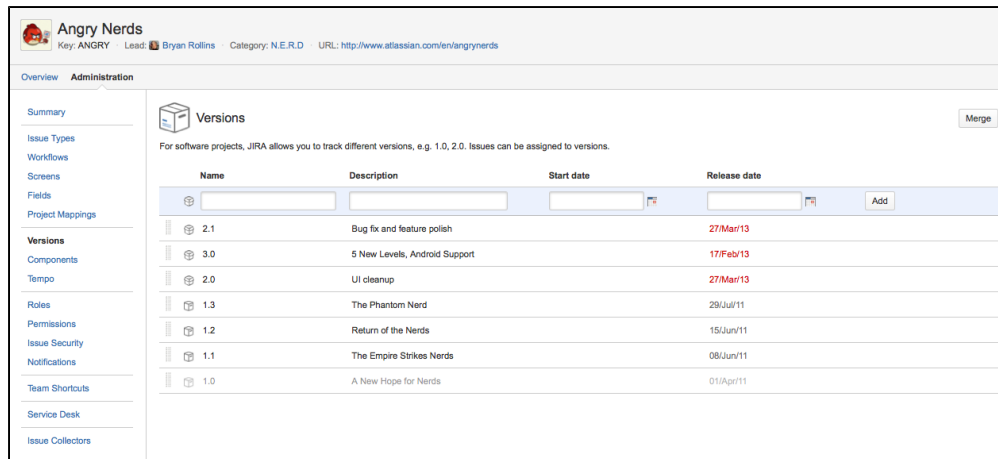 Angry Nerds
Key: ANGRY · Lead: Bryan Rollins · Category: N.E.R.D · URL: http://www.atlassian.com/en/angrynerds
Overview Administration
Summary
Issue Types
Workflows
Screens
Fields
Project Mappings
Versions
Components
Tempo
Roles
Permissions
Issue Security
Notifications
Team Shortcuts
Service Desk
Issue Collectors
Versions
Merge
For software projects, JIRA allows you to track different versions, e.g. 1.0, 2.0. Issues can be assigned to versions.
Name Description Start date Release date
Add
2.1 Bug fix and feature polish 27/Mar/13
3.0 5 New Levels, Android Support 17/Feb/13
2.0 UI cleanup 27/Mar/13
1.3 The Phantom Nerd 29/Jul/11
1.2 Return of the Nerds 15/Jun/11
1.1 The Empire Strikes Nerds 08/Jun/11
1.0 A New Hope for Nerds 01/Apr/11